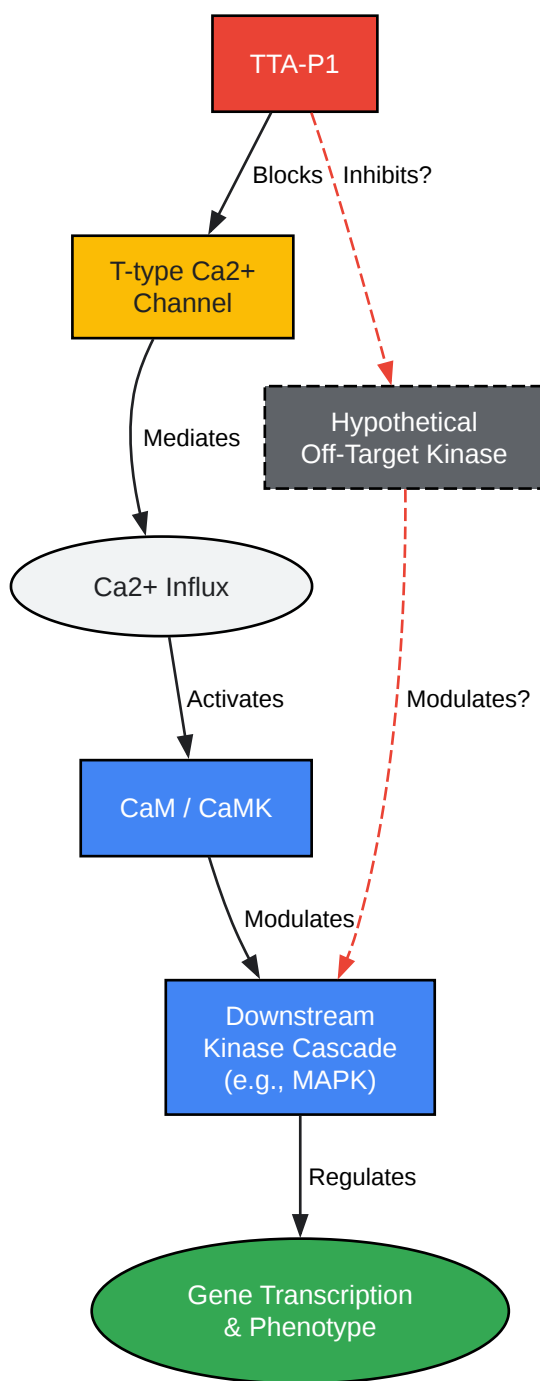 TTA-P1
Blocks
Inhibits?
T-type Ca2+
Channel
Hypothetical
Off-Target Kinase
Mediates
Ca2+ Influx
Activates
Modulates?
CaM / CaMK
Modulates
Downstream
Kinase Cascade
(e.g., MAPK)
Regulates
Gene Transcription
& Phenotype